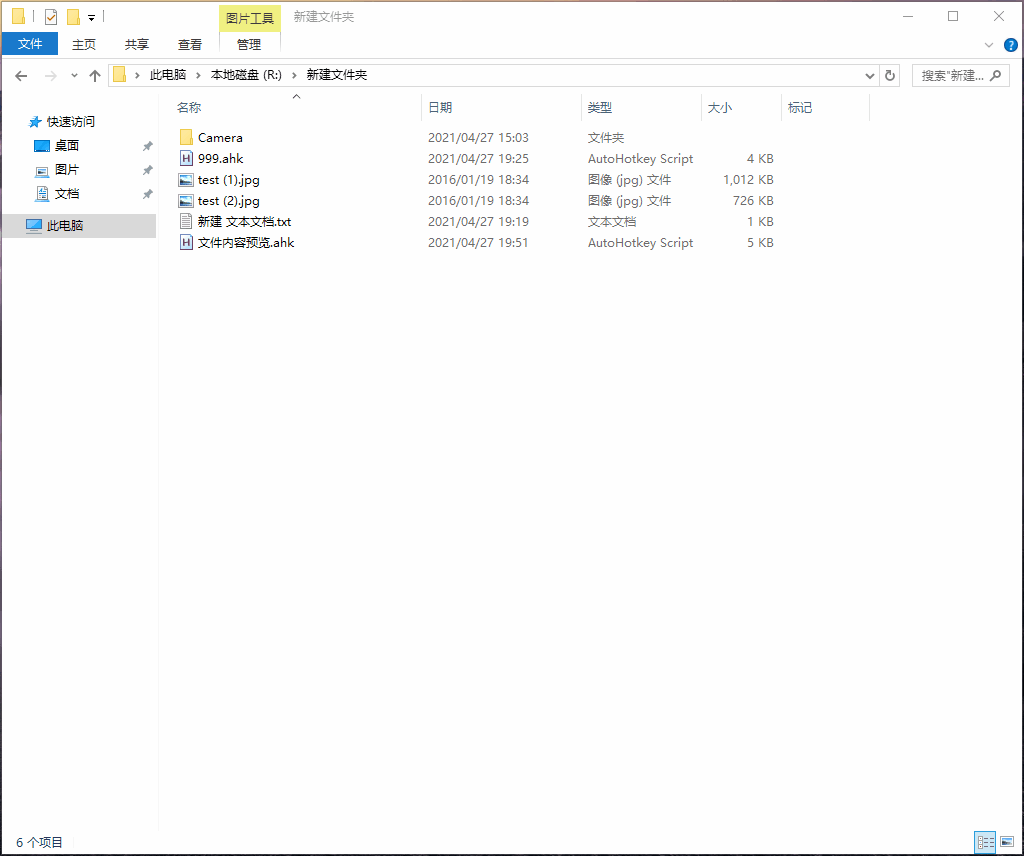 图片工具 新建文件夹
文件 主页 共享 查看 管理
此电脑 本地磁盘 (R:) 新建文件夹 搜索"新建...
名称 日期 类型 大小 标记
快速访问
桌面
图片
文档
此电脑
Camera 2021/04/27 15:03 文件夹
999.ahk 2021/04/27 19:25 AutoHotkey Script 4 KB
test (1).jpg 2016/01/19 18:34 图像 (jpg) 文件 1,012 KB
test (2).jpg 2016/01/19 18:34 图像 (jpg) 文件 726 KB
新建 文本文档.txt 2021/04/27 19:19 文本文档 1 KB
文件内容预览.ahk 2021/04/27 19:51 AutoHotkey Script 5 KB
6 个项目